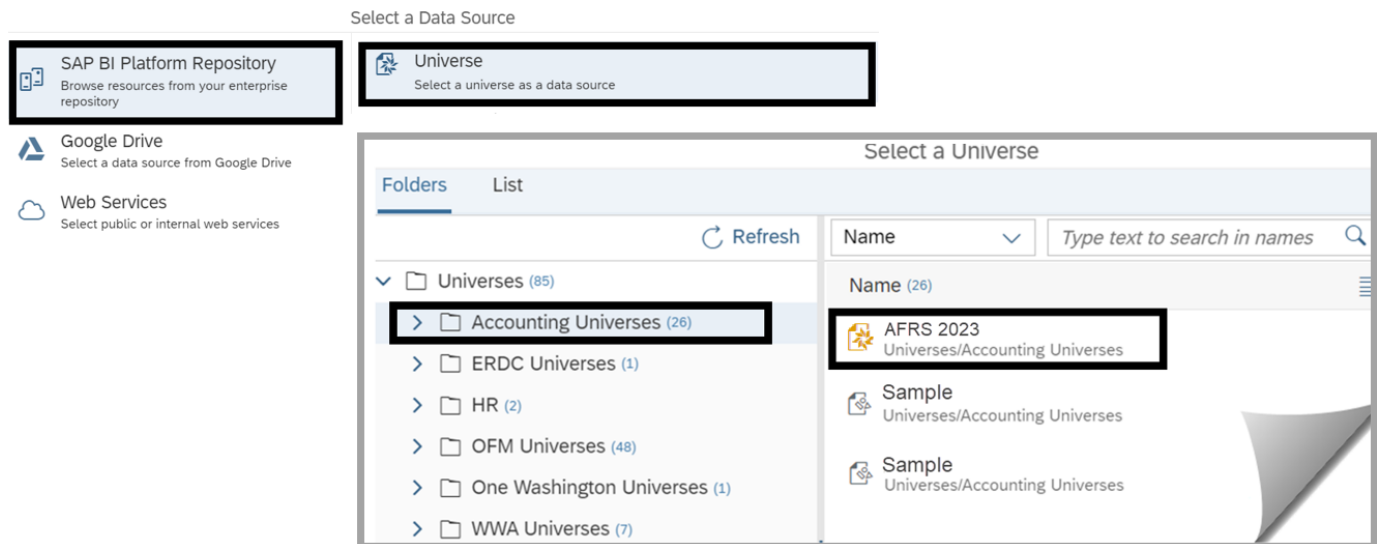 Select a Data Source
SAP BI Platform Repository
Browse resources from your enterprise
repository
Google Drive
Select a data source from Google Drive
Web Services
Select public or internal web services
Universe
Select a universe as a data source
Select a Universe
Folders
List
Refresh
Universes (85)
Accounting Universes (26)
ERDC Universes (1)
HR (2)
OFM Universes (48)
One Washington Universes (1)
WWA Universes (7)
Name
Type text to search in names
Name (26)
AFRS 2023
Universes/Accounting Universes
Sample
Universes/Accounting Universes
Sample
Universes/Accounting Universes